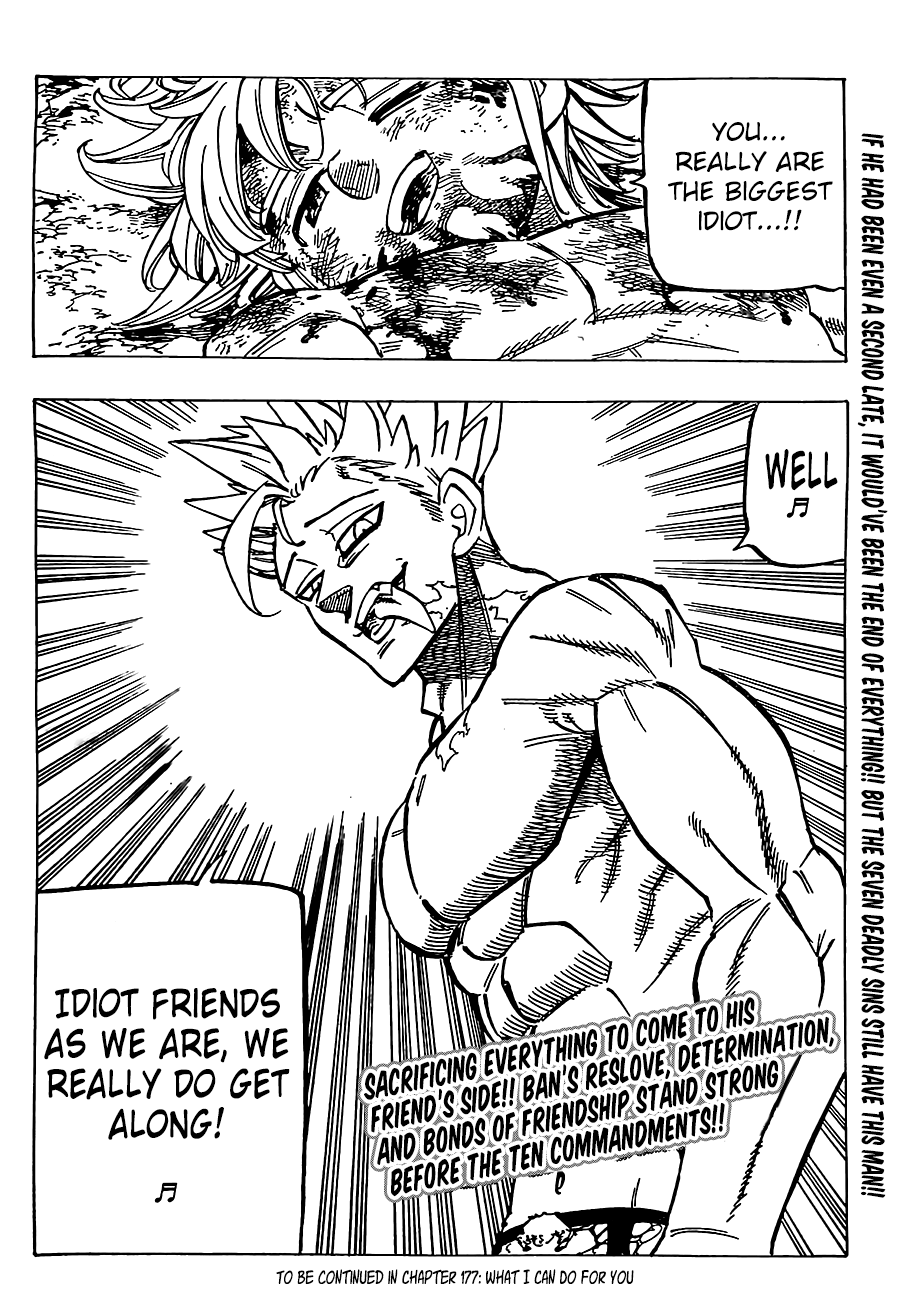 YOU...
REALLY ARE
THE BIGGEST
IDIOT...!!
IF HE HAD BEEN EVEN A SECOND LATE, IT WOULD'VE BEEN THE END OF EVERYTHING!! BUT THE SEVEN DEADLY SINS STILL HAVE THIS MAN!!
WELL
♬
IDIOT FRIENDS
AS WE ARE, WE
REALLY DO GET
ALONG!
♬
SACRIFICING EVERYTHING TO COME TO HIS
FRIEND'S SIDE!! BAN'S RESLOVE, DETERMINATION,
AND BONDS OF FRIENDSHIP STAND STRONG
BEFORE THE TEN COMMANDMENTS!!
TO BE CONTINUED IN CHAPTER 177: WHAT I CAN DO FOR YOU